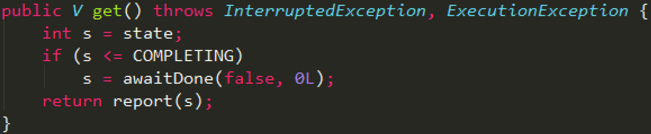 public V get() throws InterruptedException, ExecutionException {
    int s = state;
    if (s <= COMPLETING)
        s = awaitDone(false, 0L);
    return report(s);
}